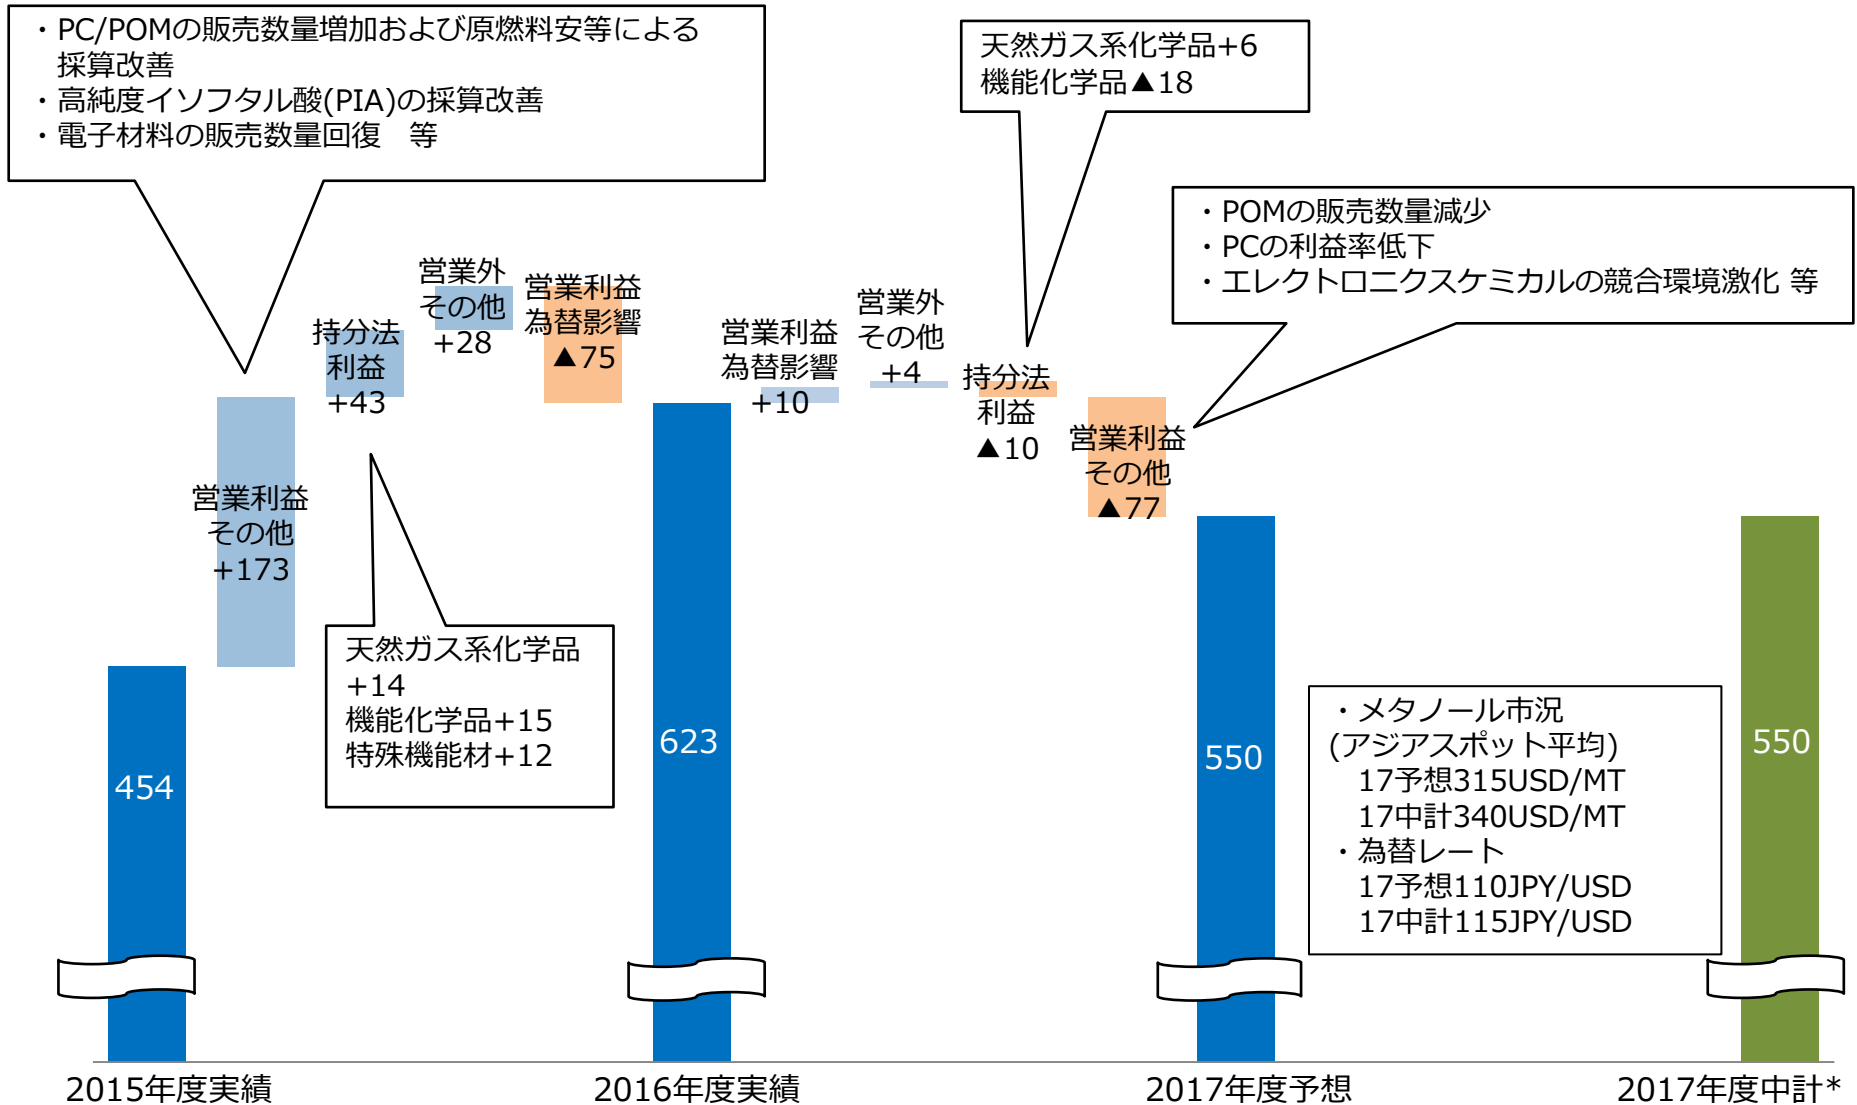 ・PC/POMの販売数量増加および原燃料安等による
採算改善
・高純度イソフタル酸(PIA)の採算改善
・電子材料の販売数量回復　等
天然ガス系化学品+6
機能化学品▲18
・POMの販売数量減少
・PCの利益率低下
・エレクトロニクスケミカルの競合環境激化 等
営業利益
その他
+173
持分法
利益
+43
営業外
その他
+28
営業利益
為替影響
▲75
営業利益
為替影響
+10
営業外
その他
+4
持分法
利益
▲10
営業利益
その他
▲77
天然ガス系化学品
+14
機能化学品+15
特殊機能材+12
・メタノール市況
(アジアスポット平均)
17予想315USD/MT
17中計340USD/MT
・為替レート
17予想110JPY/USD
17中計115JPY/USD
454
623
550
550
2015年度実績
2016年度実績
2017年度予想
2017年度中計*